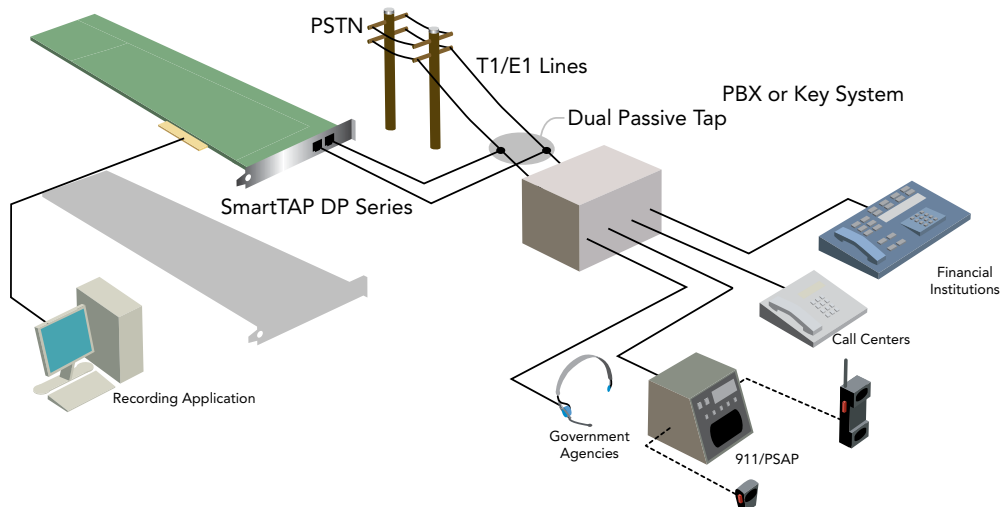 PSTN
T1/E1 Lines
PBX or Key System
Dual Passive Tap
SmartTAP DP Series
Financial
Institutions
Call Centers
Recording Application
Government
Agencies
911/PSAP